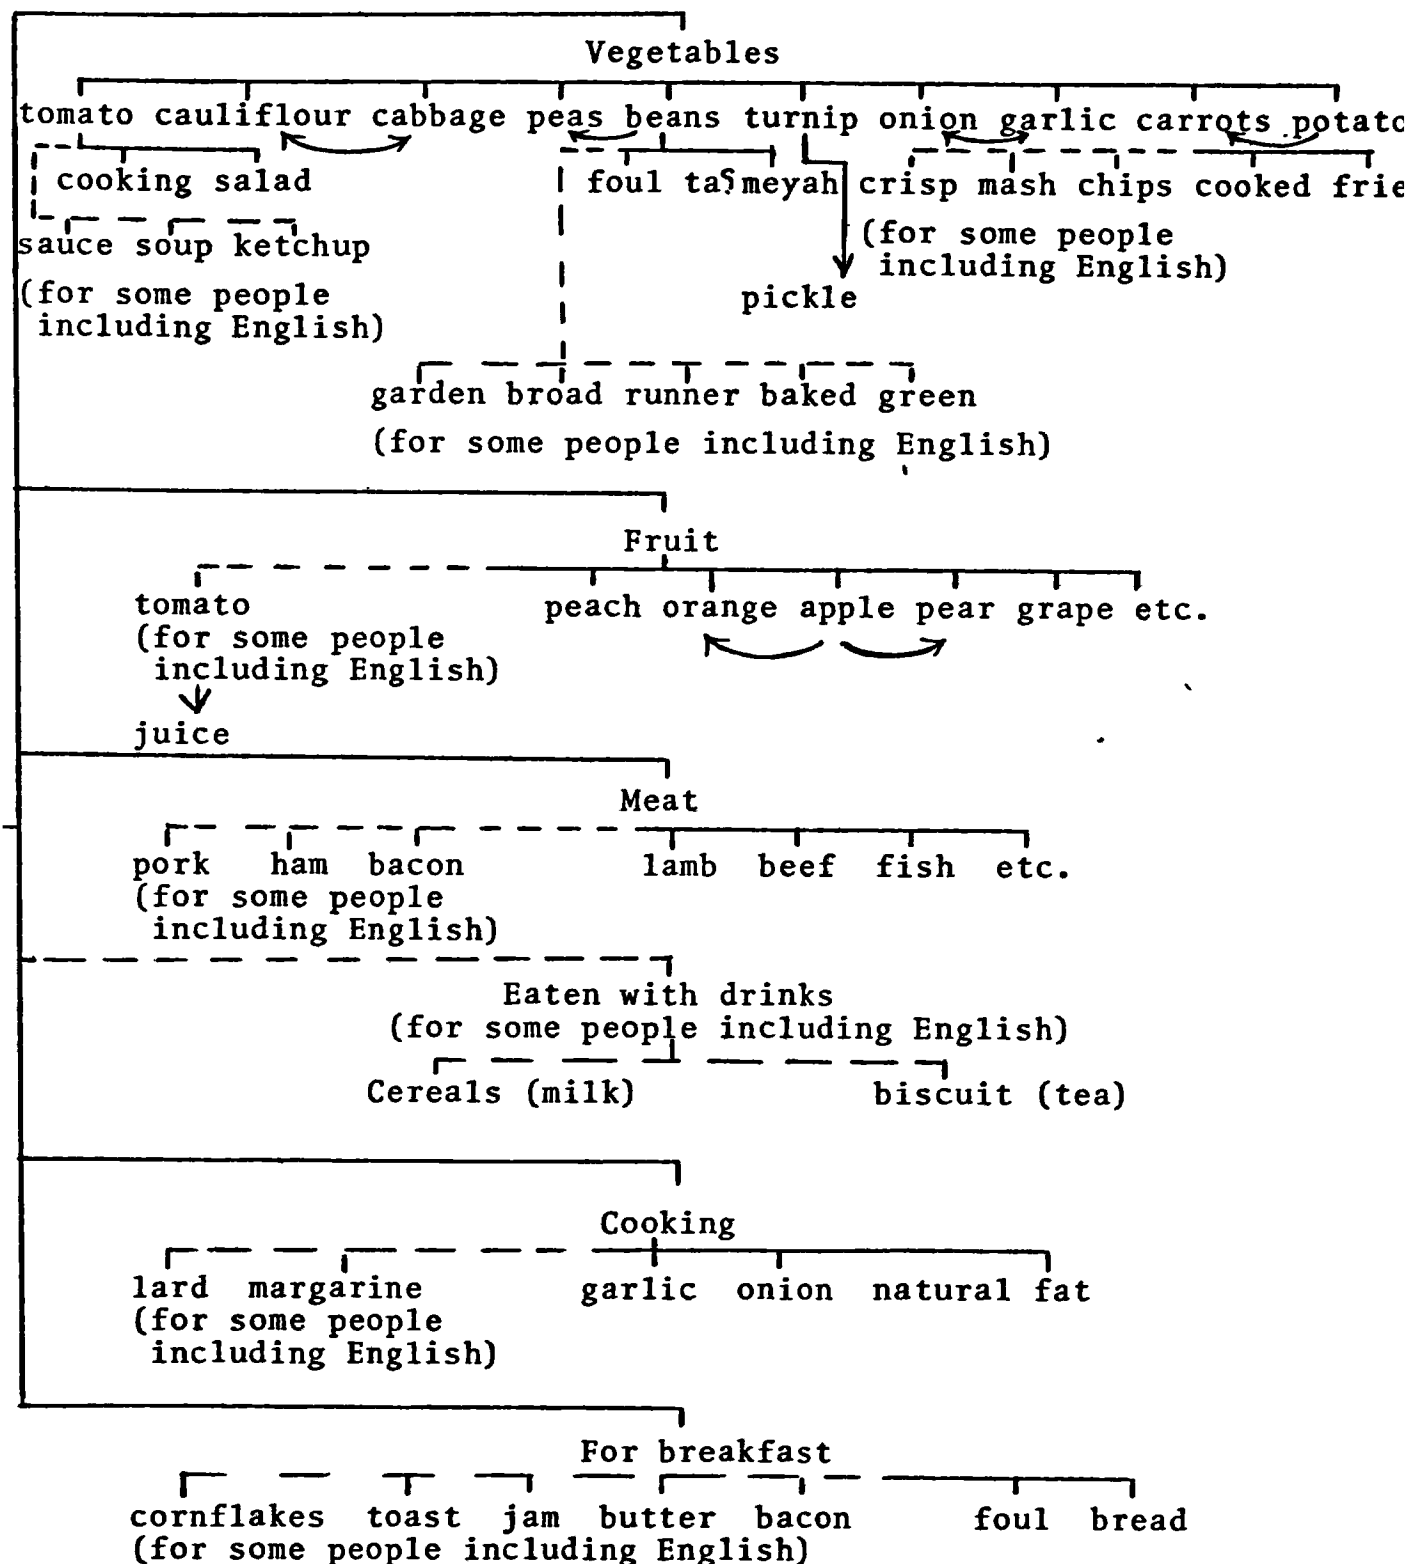 Vegetables
tomato cauliflour cabbage peas beans turnip onion garlic carrots potato
cooking salad
foul taʕmeyah crisp mash chips cooked frie
sauce soup ketchup
(for some people
including English)
(for some people
including English)
pickle
garden broad runner baked green
(for some people including English)
Fruit
tomato
(for some people
including English)
peach orange apple pear grape etc.
juice
Meat
pork ham bacon lamb beef fish etc.
(for some people
including English)
Eaten with drinks
(for some people including English)
Cereals (milk) biscuit (tea)
Cooking
lard margarine garlic onion natural fat
(for some people
including English)
For breakfast
cornflakes toast jam butter bacon foul bread
(for some people including English)